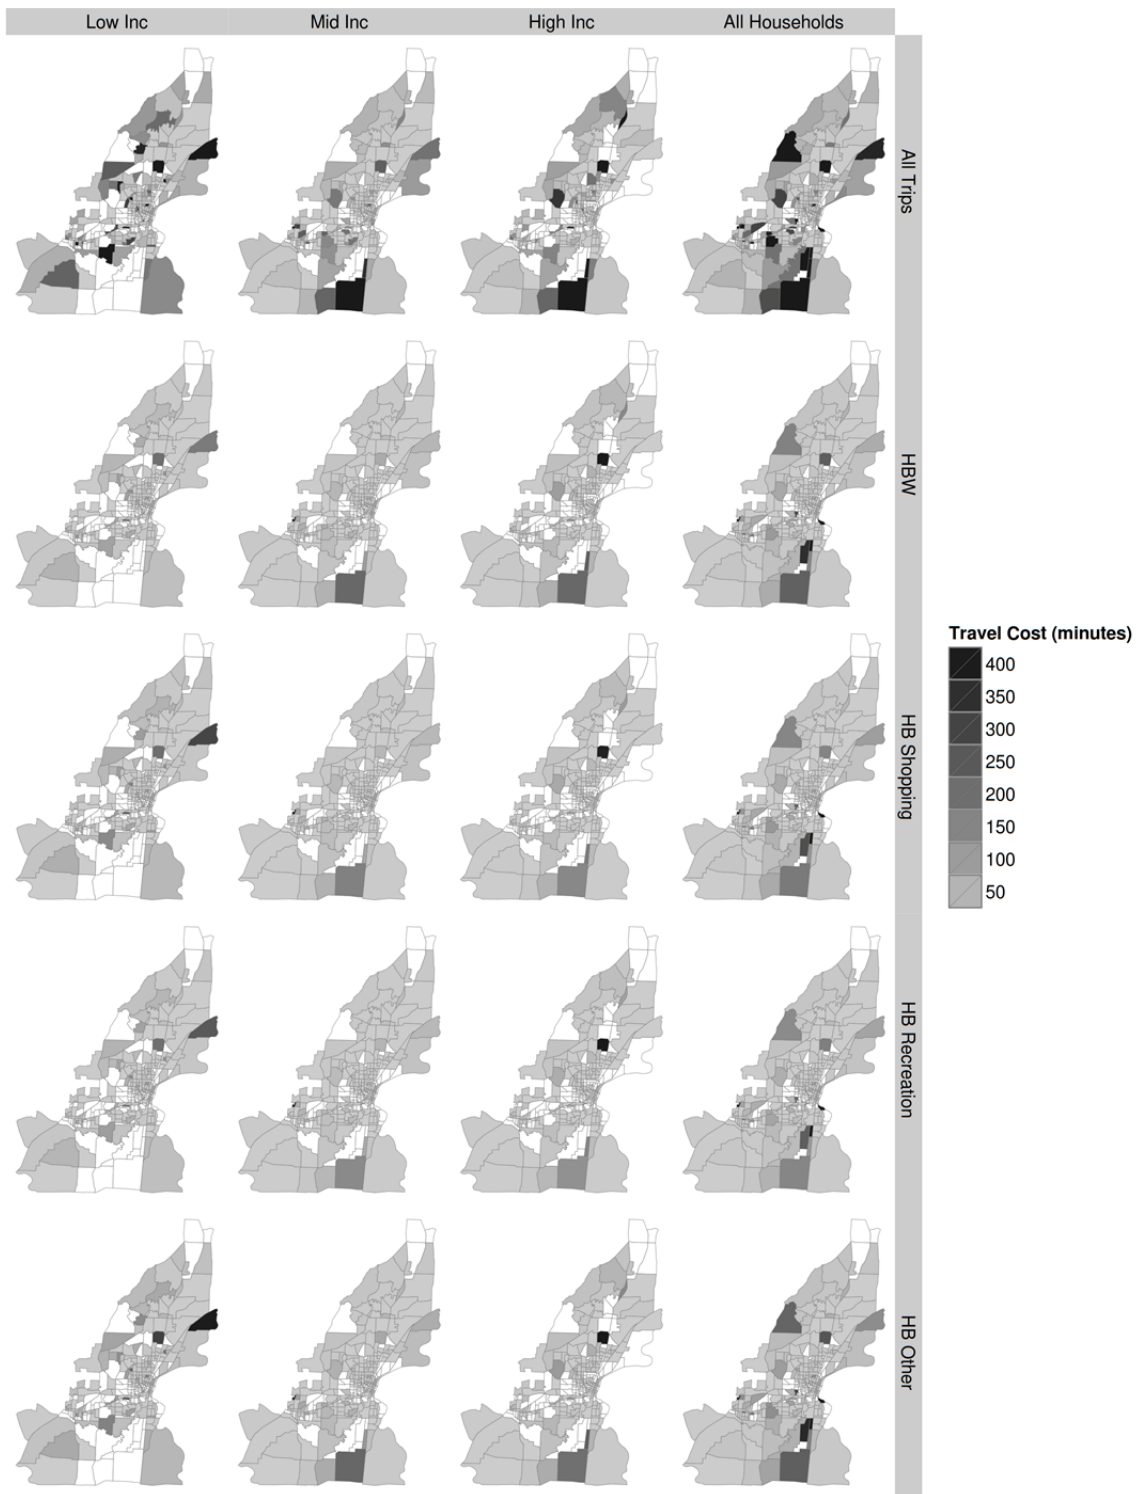 Low Inc
Mid Inc
High Inc
All Households
All Trips
HBW
HB Shopping
HB Recreation
HB Other
Travel Cost (minutes)
400
350
300
250
200
150
100
50